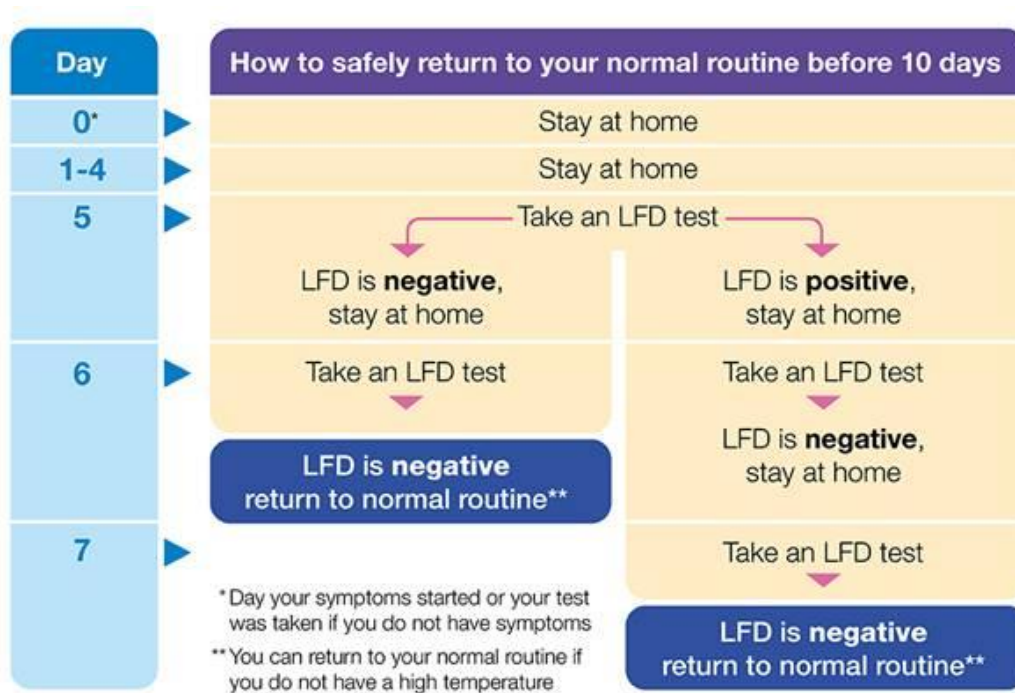 Day
How to safely return to your normal routine before 10 days
0*
Stay at home
1-4
Stay at home
5
Take an LFD test
LFD is negative,
stay at home
LFD is positive,
stay at home
6
Take an LFD test
Take an LFD test
LFD is negative
return to normal routine**
LFD is negative,
stay at home
7
Take an LFD test
LFD is negative
return to normal routine**
*Day your symptoms started or your test
was taken if you do not have symptoms
**You can return to your normal routine if
you do not have a high temperature